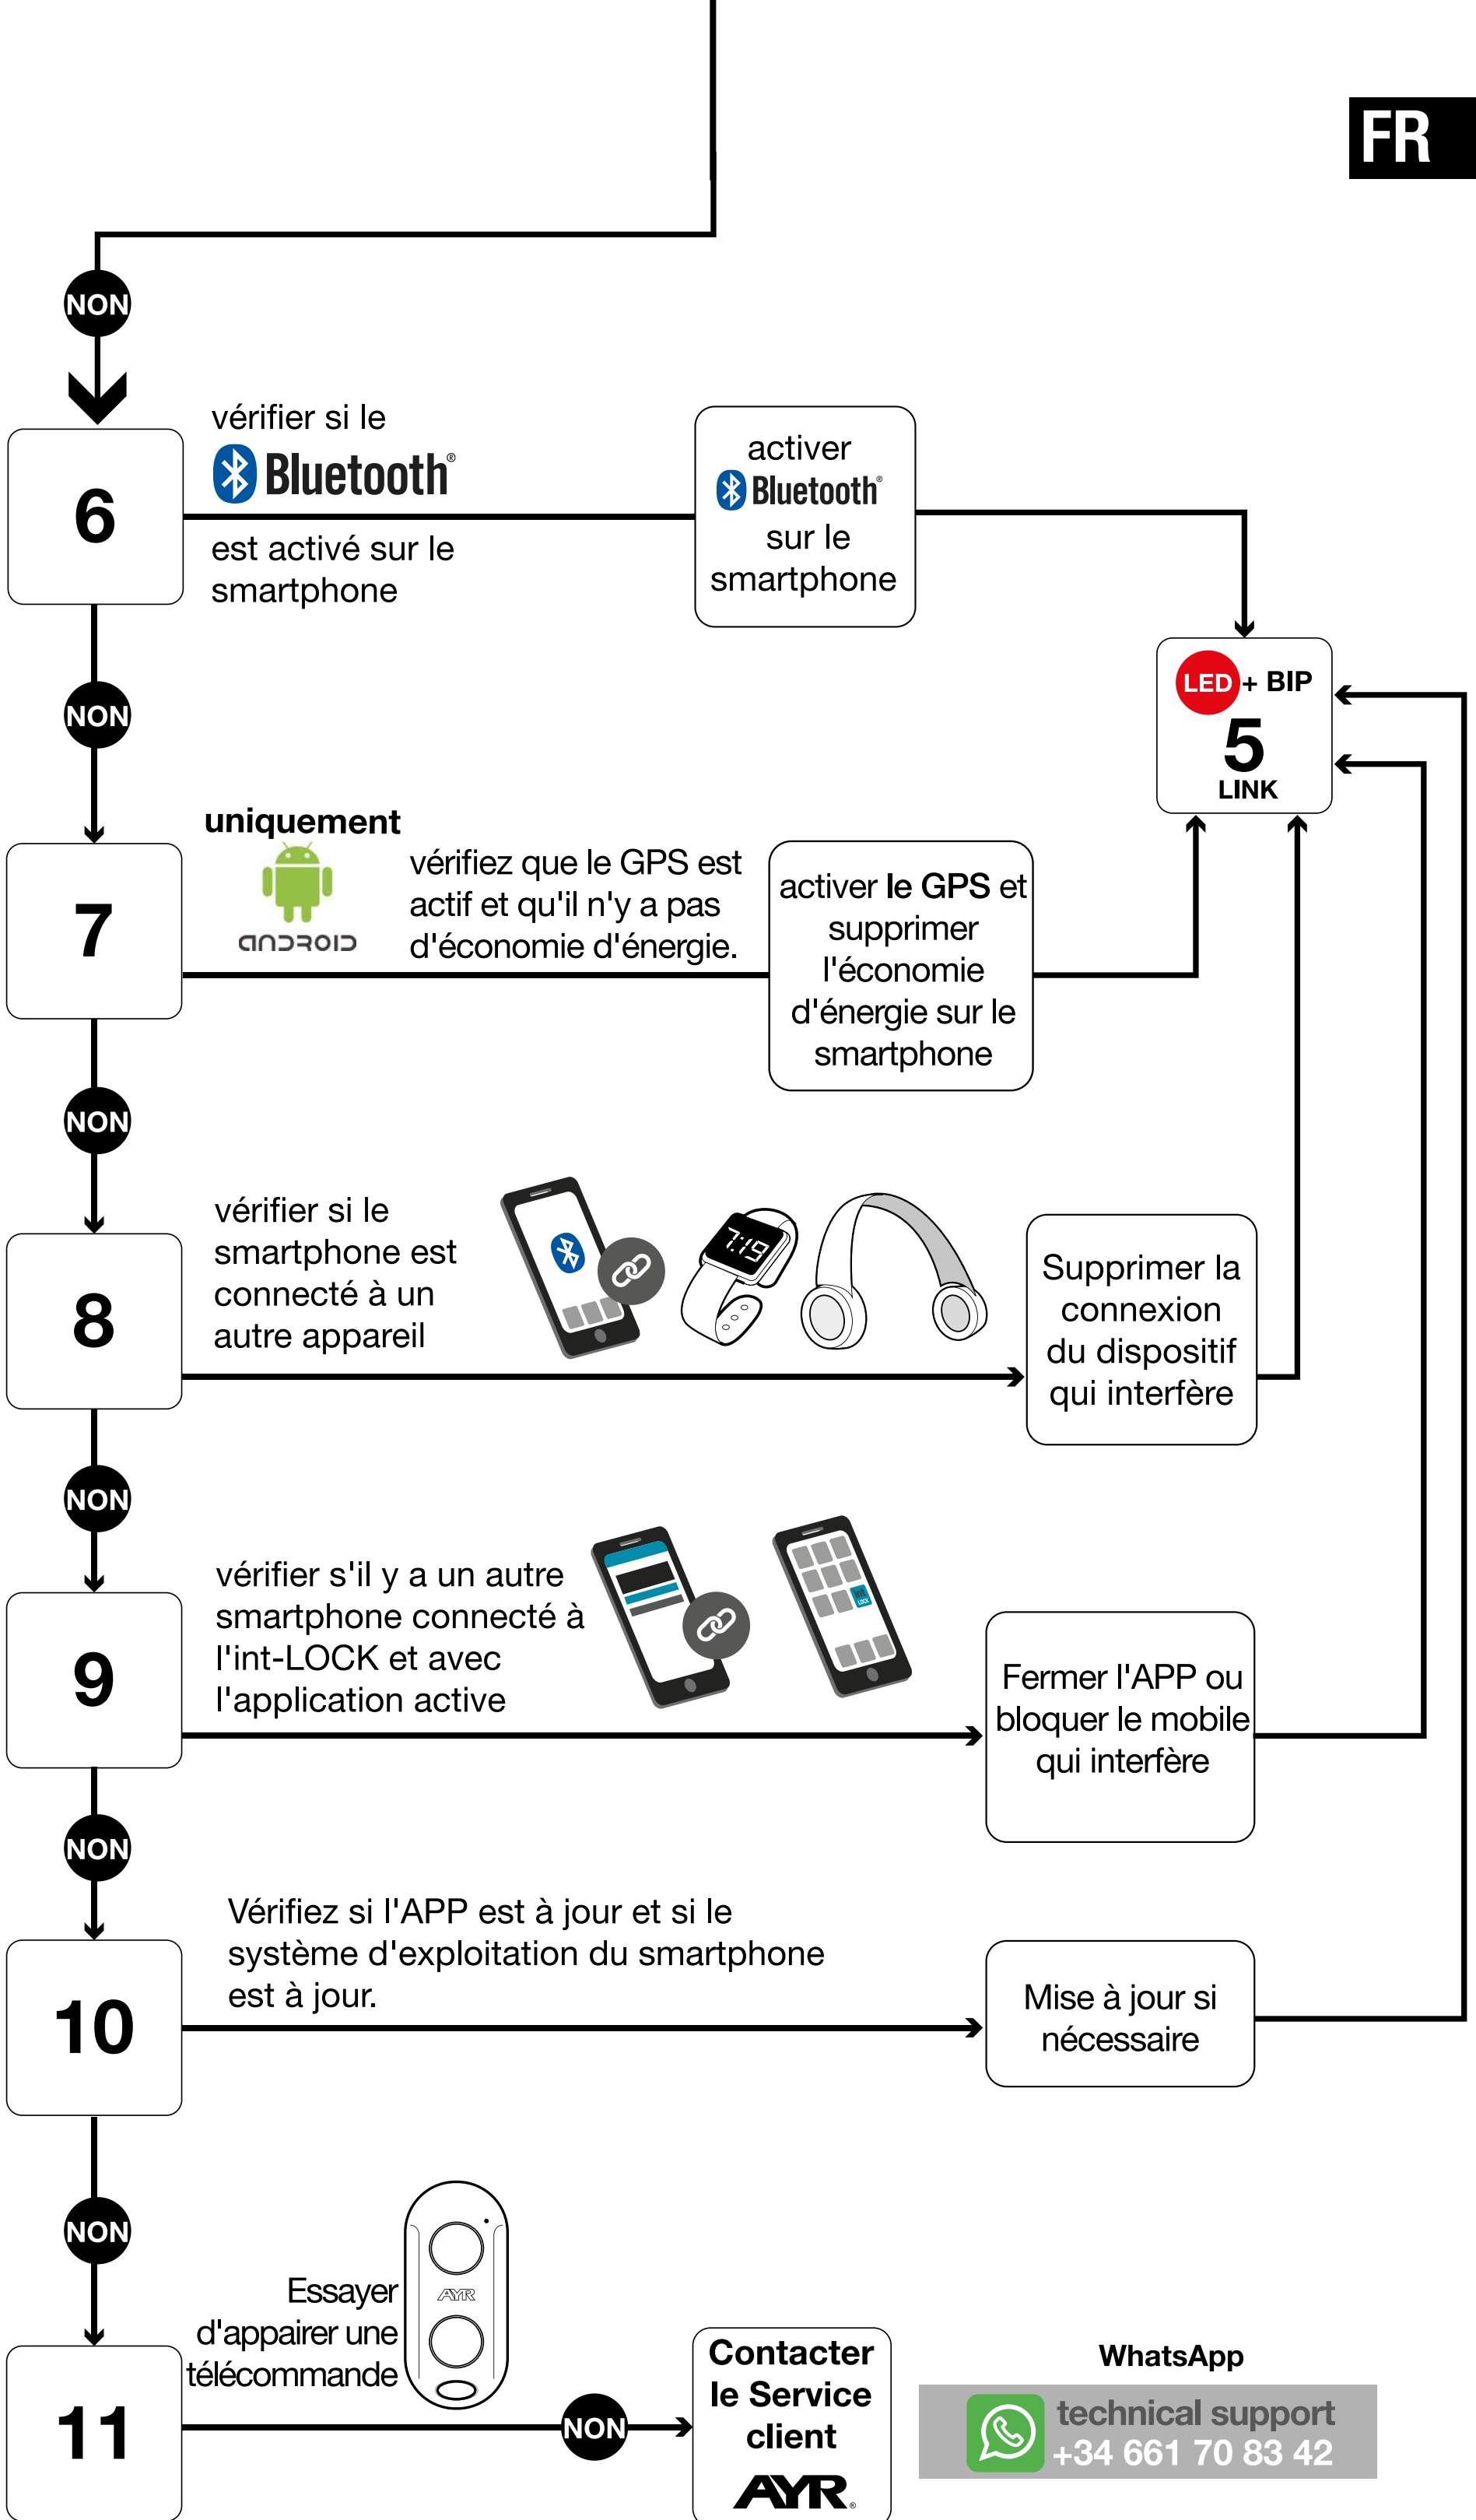 FR
NON
vérifier si le
Bluetooth®
est activé sur le
smartphone
6
activer
Bluetooth®
sur le
smartphone
LED + BIP
5
LINK
NON
uniquement
ANDROID
vérifiez que le GPS est
actif et qu'il n'y a pas
d'économie d'énergie.
7
activer le GPS et
supprimer
l'économie
d'énergie sur le
smartphone
NON
vérifier si le
smartphone est
connecté à un
autre appareil
8
7:19
Supprimer la
connexion
du dispositif
qui interfère
NON
vérifier s'il y a un autre
smartphone connecté à
l'int-LOCK et avec
l'application active
9
int
LOCK
Fermer l'APP ou
bloquer le mobile
qui interfère
NON
Vérifiez si l'APP est à jour et si le
système d'exploitation du smartphone
est à jour.
10
Mise à jour si
nécessaire
NON
Essayer
d'appairer une
télécommande
AYR
11
NON
Contacter
le Service
client
AYR®
WhatsApp
technical support
+34 661 70 83 42